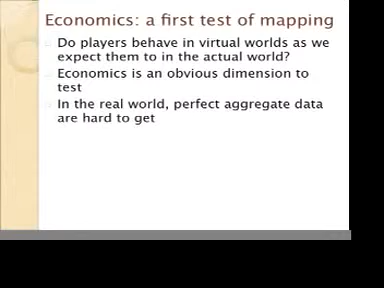 Economics: a first test of mapping
Do players behave in virtual worlds as we
expect them to in the actual world?
Economics is an obvious dimension to
test
In the real world, perfect aggregate data
are hard to get